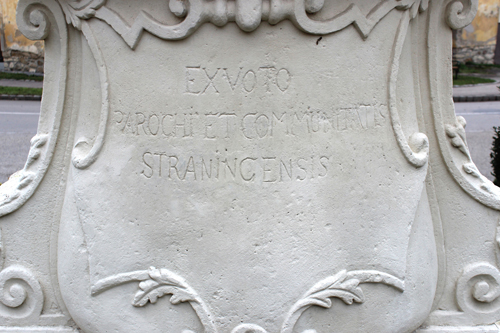 EX VOTO
PAROCHI ET COMMUNITATIS
STRANINGENSIS